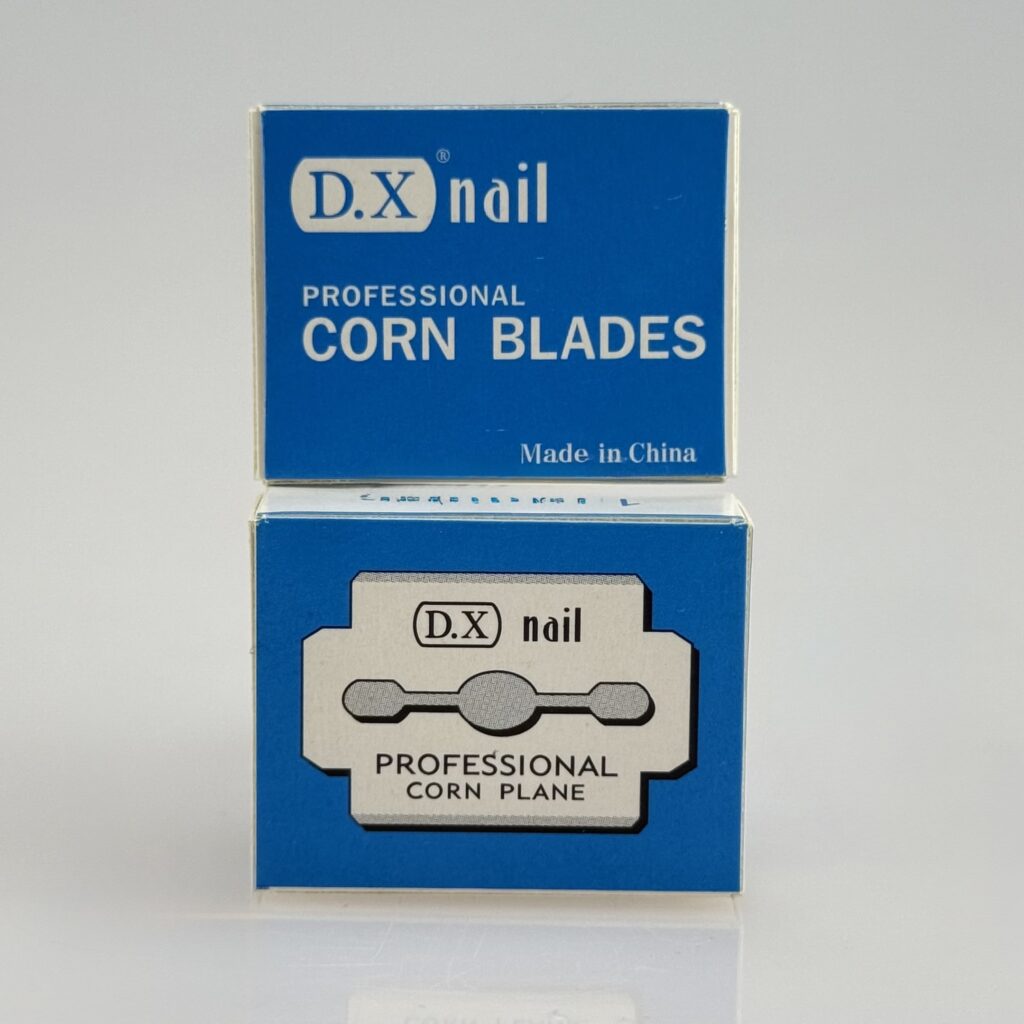 D.X® nail
PROFESSIONAL
CORN BLADES
Made in China
D.X nail
PROFESSIONAL
CORN PLANE